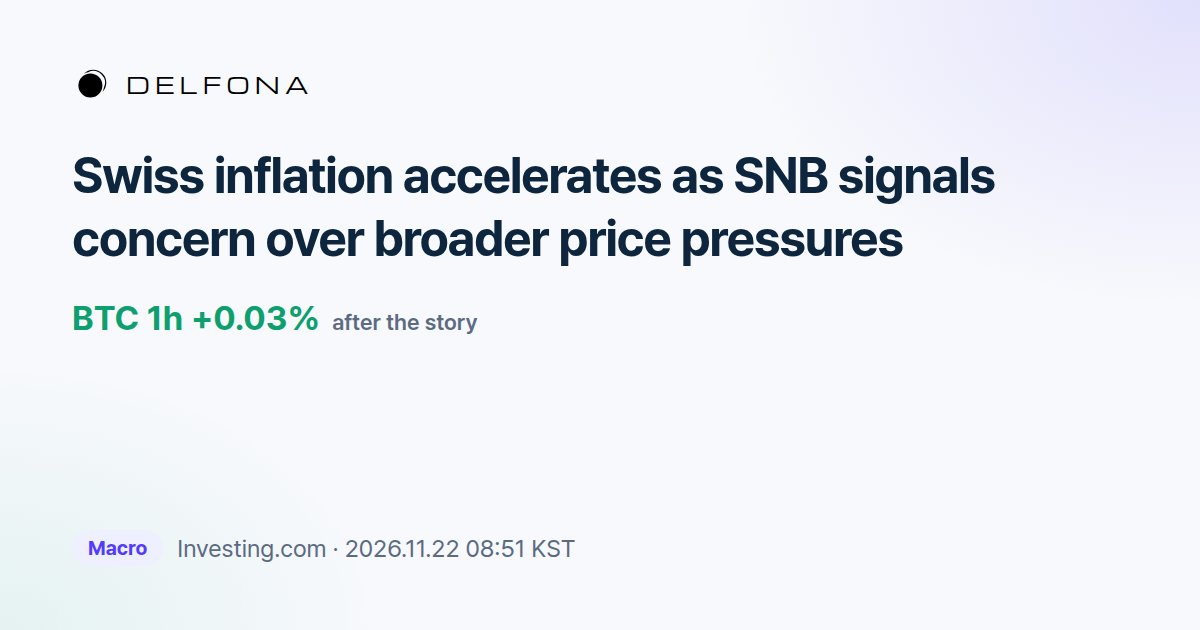 DELFONA
Swiss inflation accelerates as SNB signals
concern over broader price pressures
BTC 1h +0.03% after the story
Macro Investing.com · 2026.11.22 08:51 KST